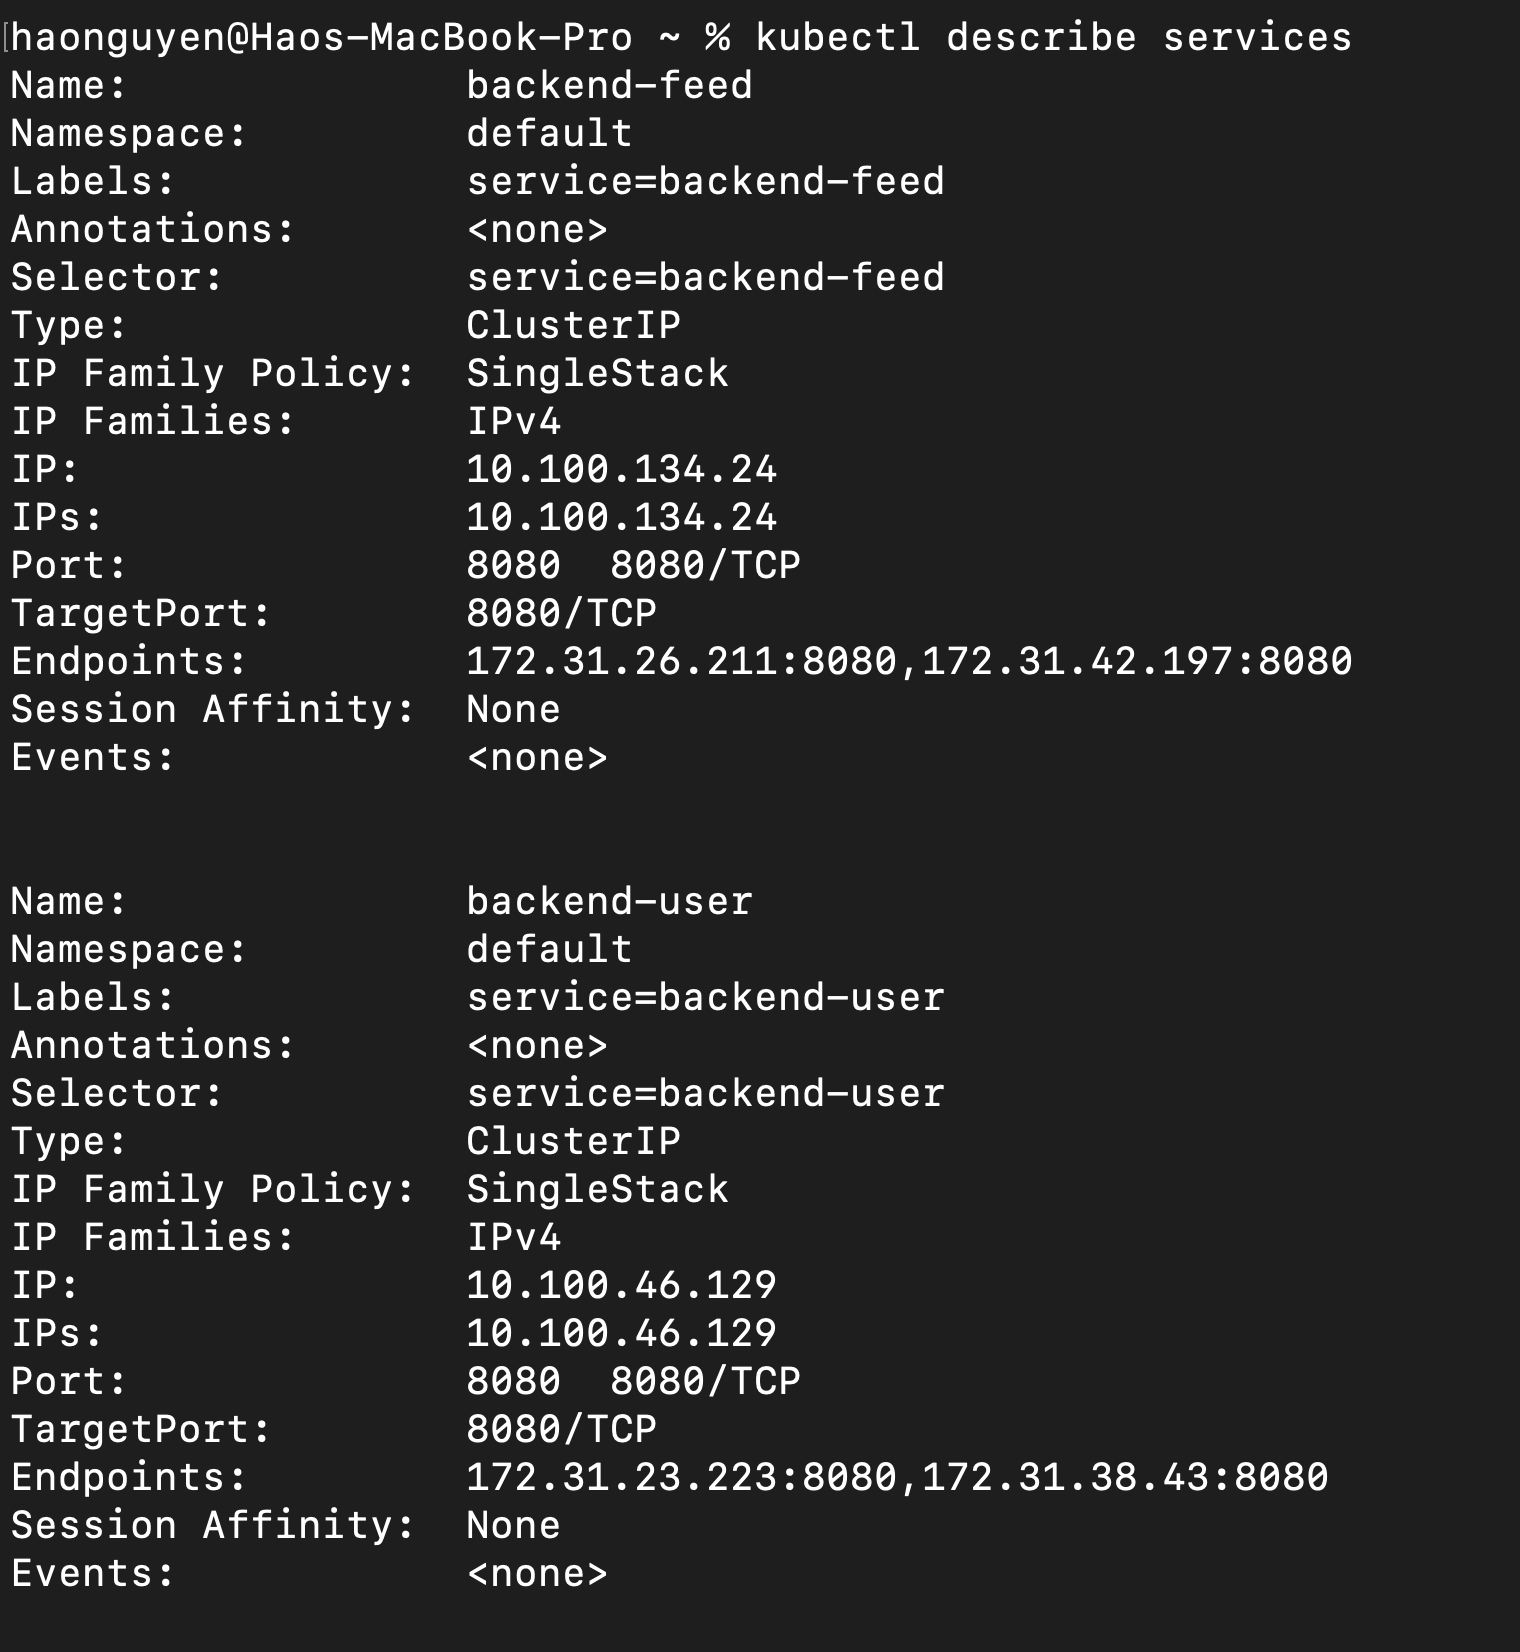 haonguyen@Haos-MacBook-Pro ~ % kubectl describe services
Name:              backend-feed
Namespace:         default
Labels:            service=backend-feed
Annotations:       <none>
Selector:          service=backend-feed
Type:              ClusterIP
IP Family Policy:  SingleStack
IP Families:       IPv4
IP:                10.100.134.24
IPs:               10.100.134.24
Port:              8080  8080/TCP
TargetPort:        8080/TCP
Endpoints:         172.31.26.211:8080,172.31.42.197:8080
Session Affinity:  None
Events:            <none>
Name:              backend-user
Namespace:         default
Labels:            service=backend-user
Annotations:       <none>
Selector:          service=backend-user
Type:              ClusterIP
IP Family Policy:  SingleStack
IP Families:       IPv4
IP:                10.100.46.129
IPs:               10.100.46.129
Port:              8080  8080/TCP
TargetPort:        8080/TCP
Endpoints:         172.31.23.223:8080,172.31.38.43:8080
Session Affinity:  None
Events:            <none>